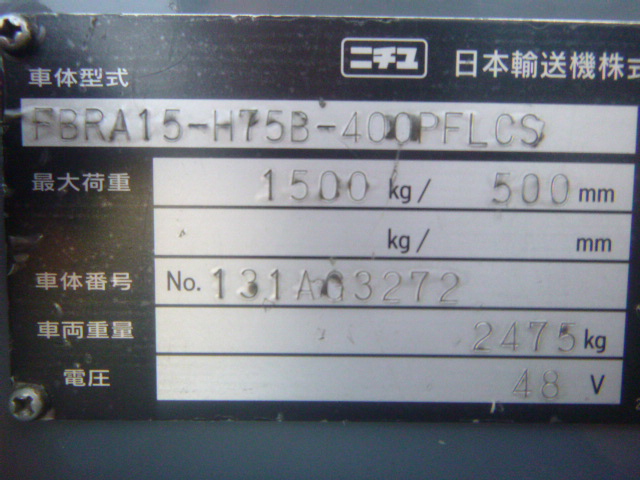 ニチユ 日本輸送機株式
車体型式
FBRA15-H75B-400PFLCS
最大荷重 1500 kg/ 500 mm
kg/ mm
車体番号 No. 131AG3272
車両重量 2475 kg
電圧 48 V